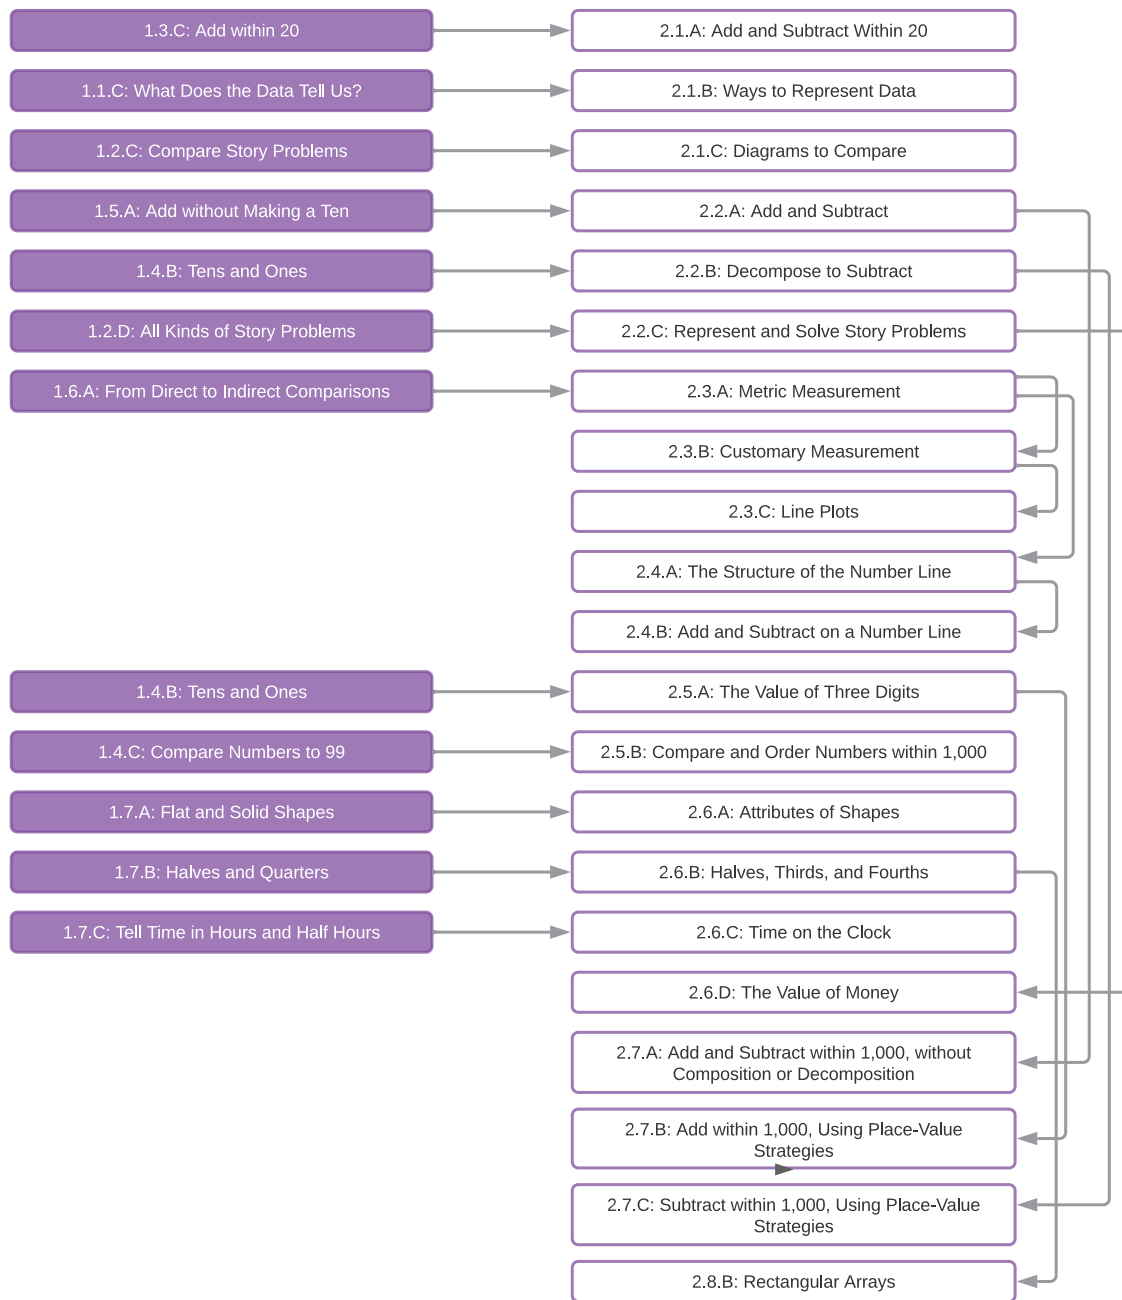 1.3.C: Add within 20
2.1.A: Add and Subtract Within 20
1.1.C: What Does the Data Tell Us?
2.1.B: Ways to Represent Data
1.2.C: Compare Story Problems
2.1.C: Diagrams to Compare
1.5.A: Add without Making a Ten
2.2.A: Add and Subtract
1.4.B: Tens and Ones
2.2.B: Decompose to Subtract
1.2.D: All Kinds of Story Problems
2.2.C: Represent and Solve Story Problems
1.6.A: From Direct to Indirect Comparisons
2.3.A: Metric Measurement
2.3.B: Customary Measurement
2.3.C: Line Plots
2.4.A: The Structure of the Number Line
2.4.B: Add and Subtract on a Number Line
1.4.B: Tens and Ones
2.5.A: The Value of Three Digits
1.4.C: Compare Numbers to 99
2.5.B: Compare and Order Numbers within 1,000
1.7.A: Flat and Solid Shapes
2.6.A: Attributes of Shapes
1.7.B: Halves and Quarters
2.6.B: Halves, Thirds, and Fourths
1.7.C: Tell Time in Hours and Half Hours
2.6.C: Time on the Clock
2.6.D: The Value of Money
2.7.A: Add and Subtract within 1,000, without
Composition or Decomposition
2.7.B: Add within 1,000, Using Place-Value
Strategies
2.7.C: Subtract within 1,000, Using Place-Value
Strategies
2.8.B: Rectangular Arrays